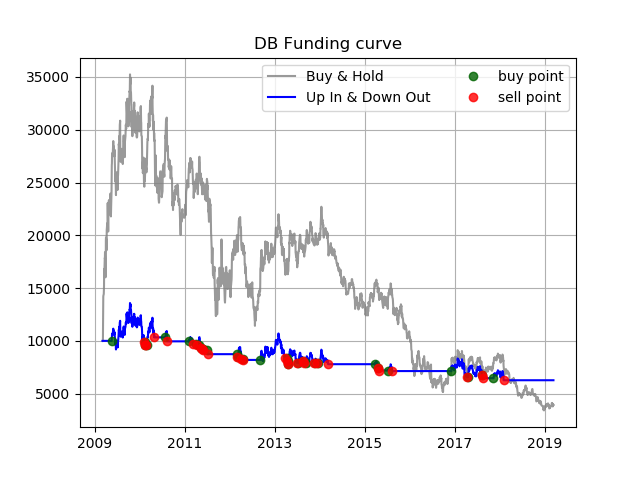 DB Funding curve
Buy & Hold
Up In & Down Out
buy point
sell point
35000
30000
25000
20000
15000
10000
5000
2009 2011 2013 2015 2017 2019